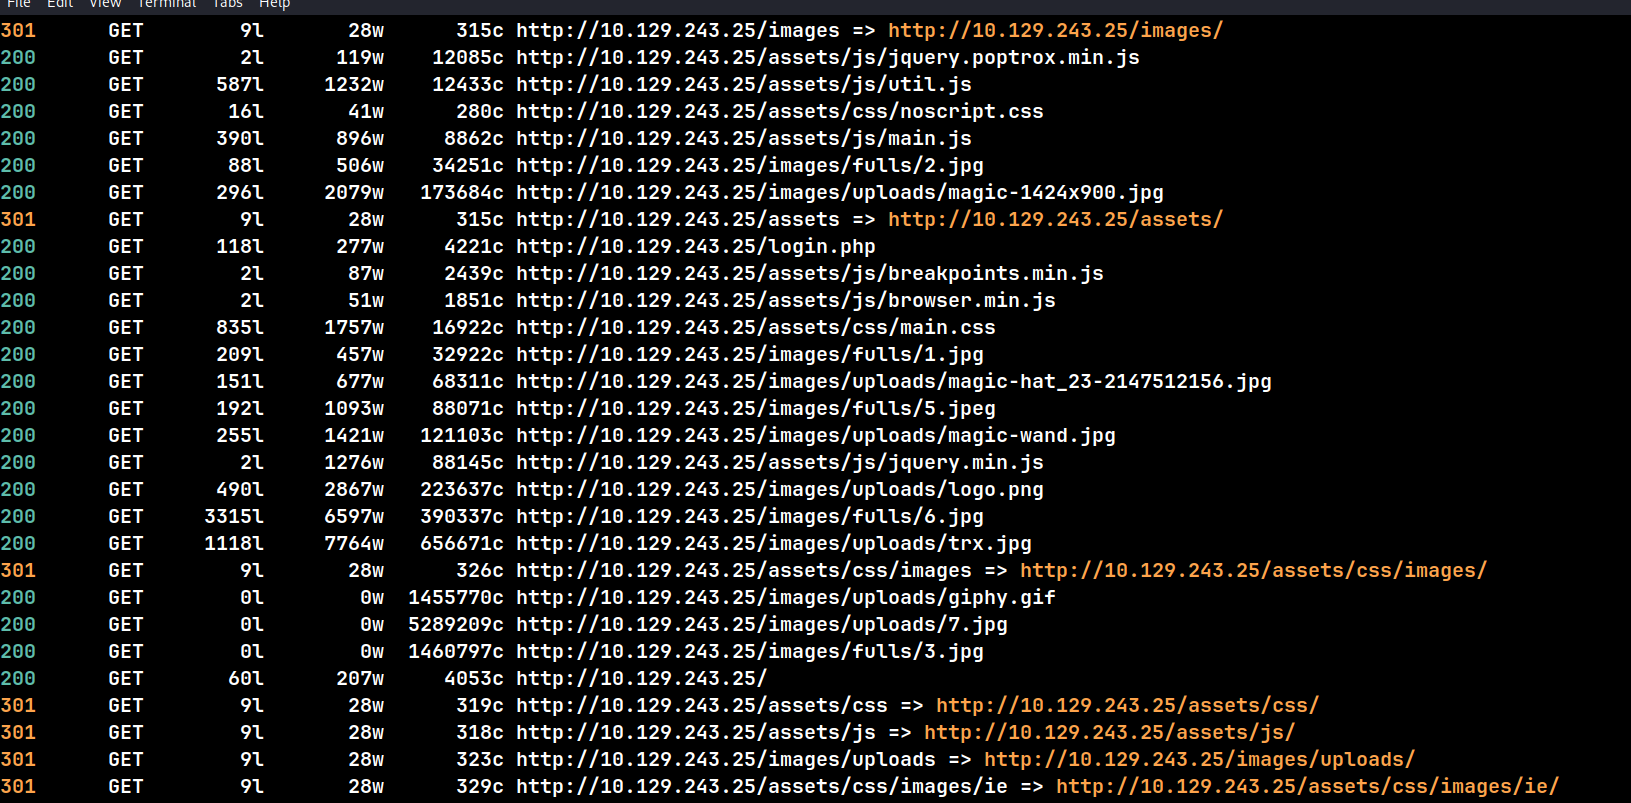 File Edit View Terminal Tabs Help
301 GET 9l 28w 315c http://10.129.243.25/images => http://10.129.243.25/images/
200 GET 2l 119w 12085c http://10.129.243.25/assets/js/jquery.poptrox.min.js
200 GET 587l 1232w 12433c http://10.129.243.25/assets/js/util.js
200 GET 16l 41w 280c http://10.129.243.25/assets/css/noscript.css
200 GET 390l 896w 8862c http://10.129.243.25/assets/js/main.js
200 GET 88l 506w 34251c http://10.129.243.25/images/fulls/2.jpg
200 GET 296l 2079w 173684c http://10.129.243.25/images/uploads/magic-1424x900.jpg
301 GET 9l 28w 315c http://10.129.243.25/assets => http://10.129.243.25/assets/
200 GET 118l 277w 4221c http://10.129.243.25/login.php
200 GET 2l 87w 2439c http://10.129.243.25/assets/js/breakpoints.min.js
200 GET 2l 51w 1851c http://10.129.243.25/assets/js/browser.min.js
200 GET 835l 1757w 16922c http://10.129.243.25/assets/css/main.css
200 GET 209l 457w 32922c http://10.129.243.25/images/fulls/1.jpg
200 GET 151l 677w 68311c http://10.129.243.25/images/uploads/magic-hat_23-2147512156.jpg
200 GET 192l 1093w 88071c http://10.129.243.25/images/fulls/5.jpeg
200 GET 255l 1421w 121103c http://10.129.243.25/images/uploads/magic-wand.jpg
200 GET 2l 1276w 88145c http://10.129.243.25/assets/js/jquery.min.js
200 GET 490l 2867w 223637c http://10.129.243.25/images/uploads/logo.png
200 GET 3315l 6597w 390337c http://10.129.243.25/images/fulls/6.jpg
200 GET 1118l 7764w 656671c http://10.129.243.25/images/uploads/trx.jpg
301 GET 9l 28w 326c http://10.129.243.25/assets/css/images => http://10.129.243.25/assets/css/images/
200 GET 0l 0w 1455770c http://10.129.243.25/images/uploads/giphy.gif
200 GET 0l 0w 5289209c http://10.129.243.25/images/uploads/7.jpg
200 GET 0l 0w 1460797c http://10.129.243.25/images/fulls/3.jpg
200 GET 60l 207w 4053c http://10.129.243.25/
301 GET 9l 28w 319c http://10.129.243.25/assets/css => http://10.129.243.25/assets/css/
301 GET 9l 28w 318c http://10.129.243.25/assets/js => http://10.129.243.25/assets/js/
301 GET 9l 28w 323c http://10.129.243.25/images/uploads => http://10.129.243.25/images/uploads/
301 GET 9l 28w 329c http://10.129.243.25/assets/css/images/ie => http://10.129.243.25/assets/css/images/ie/